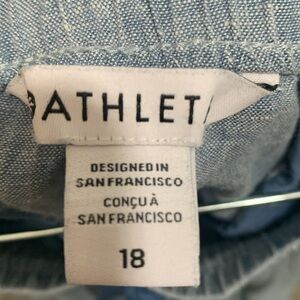 ATHLET
DESIGNED IN
SAN FRANCISCO
CONÇU À
SAN FRANCISCO
18